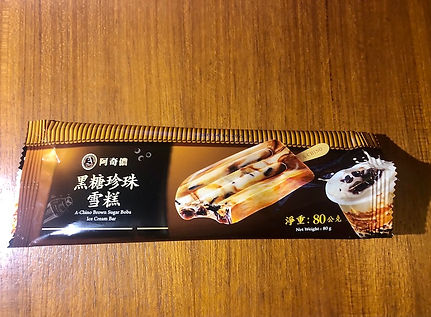 阿奇儂
黑糖珍珠
雪糕
A-Chino Brown Sugar Boba
Ice Cream Bar
淨重: 80公克
Net Weight : 80 g